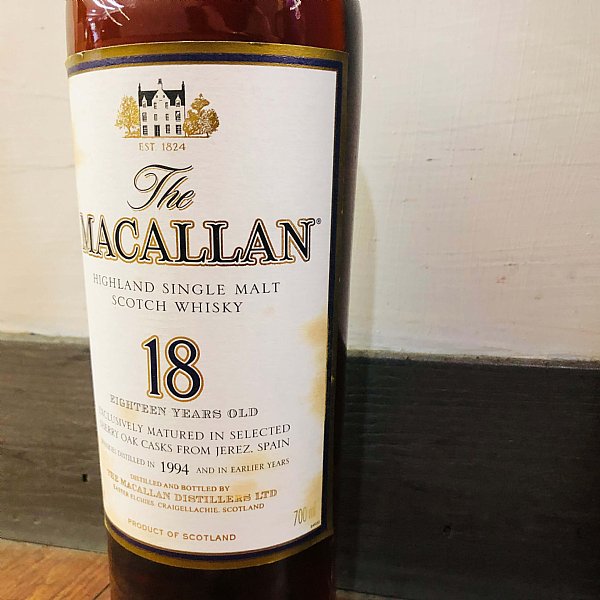 EST. 1824
The
MACALLAN®
HIGHLAND SINGLE MALT
SCOTCH WHISKY
18
EIGHTEEN YEARS OLD
EXCLUSIVELY MATURED IN SELECTED
SHERRY OAK CASKS FROM JEREZ, SPAIN
DISTILLED IN 1994 AND IN EARLIER YEARS
DISTILLED AND BOTTLED BY
THE MACALLAN DISTILLERS LTD
EASTER ELCHIES, CRAIGELLACHIE, SCOTLAND
700 ml
PRODUCT OF SCOTLAND